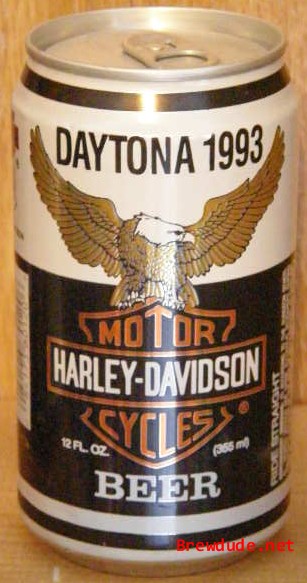 DAYTONA 1993
MOTOR
HARLEY-DAVIDSON
CYCLES ®
12 FL. OZ. (355 ml)
BEER
RIDE STRAIGHT
Brewdude.net